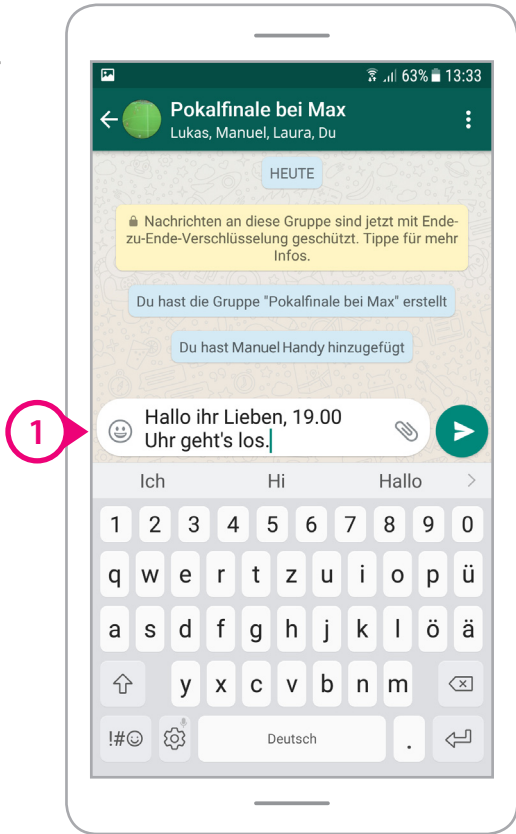 63% 13:33
Pokalfinale bei Max
Lukas, Manuel, Laura, Du
HEUTE
Nachrichten an diese Gruppe sind jetzt mit Ende-
zu-Ende-Verschlüsselung geschützt. Tippe für mehr
Infos.
Du hast die Gruppe "Pokalfinale bei Max" erstellt
Du hast Manuel Handy hinzugefügt
1
Hallo ihr Lieben, 19.00
Uhr geht's los.
Ich Hi Hallo
1 2 3 4 5 6 7 8 9 0
q w e r t z u i o p ü
a s d f g h j k l ö ä
y x c v b n m
!#☺ Deutsch .